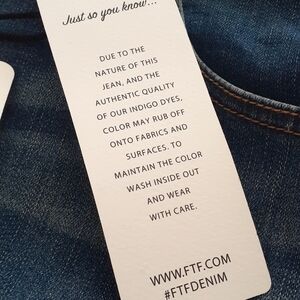 Just so you know...
DUE TO THE
NATURE OF THIS
JEAN, AND THE
AUTHENTIC QUALITY
OF OUR INDIGO DYES,
COLOR MAY RUB OFF
ONTO FABRICS AND
SURFACES. TO
MAINTAIN THE COLOR
WASH INSIDE OUT
AND WEAR
WITH CARE.
WWW.FTF.COM
#FTFDENIM